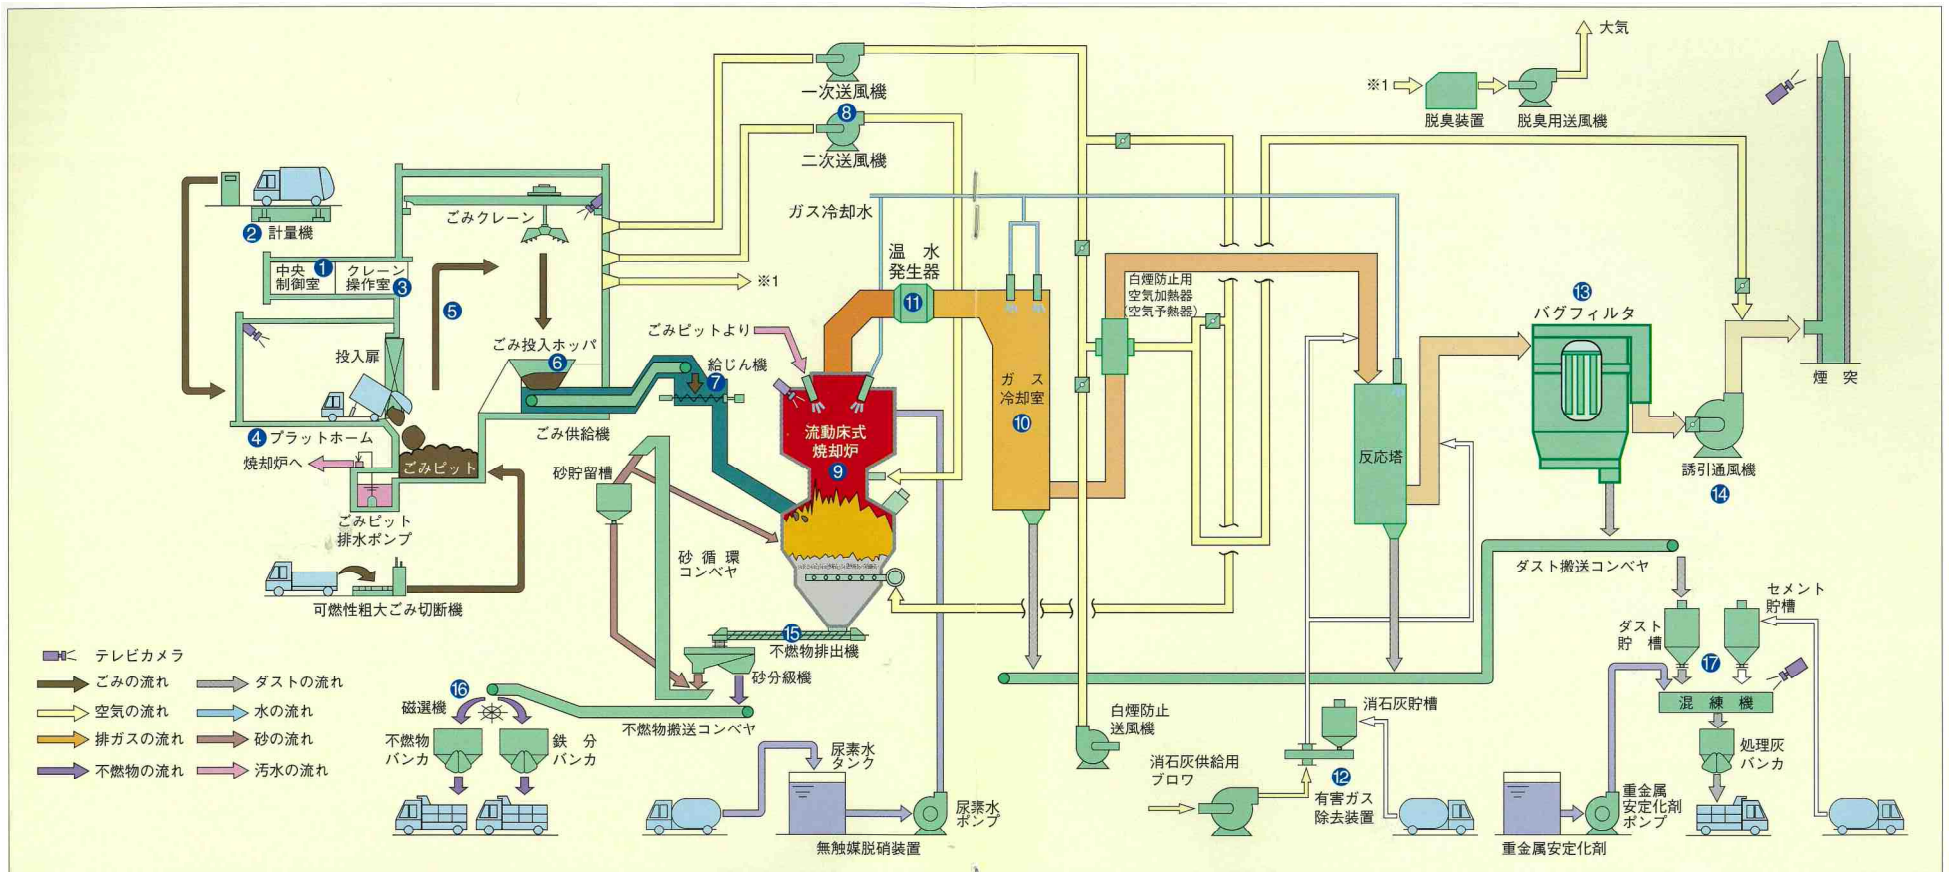 大気
※1
脱臭装置
脱臭用送風機
一次送風機
8
二次送風機
ごみクレーン
2 計量機
中央
制御室
1
クレーン
操作室
3
※1
5
ガス冷却水
温水
発生器
11
白煙防止用
空気加熱器
(空気予熱器)
13
バグフィルタ
煙突
投入扉
ごみ投入ホッパ
6
ごみピットより
給じん機
7
ガス
冷却室
10
4 プラットホーム
焼却炉へ
ごみピット
ごみ供給機
流動床式
焼却炉
9
反応塔
誘引通風機
14
砂貯留槽
ごみピット
排水ポンプ
砂循環
コンベヤ
ダスト搬送コンベヤ
可燃性粗大ごみ切断機
15
不燃物排出機
砂分級機
セメント
貯槽
ダスト
貯槽
17
混練機
テレビカメラ
ごみの流れ
空気の流れ
排ガスの流れ
不燃物の流れ
ダストの流れ
水の流れ
砂の流れ
汚水の流れ
16
磁選機
不燃物
バンカ
鉄分
バンカ
不燃物搬送コンベヤ
白煙防止
送風機
消石灰貯槽
処理灰
バンカ
尿素水
タンク
尿素水
ポンプ
無触媒脱硝装置
消石灰供給用
ブロワ
12
有害ガス
除去装置
重金属
安定化剤
ポンプ
重金属安定化剤